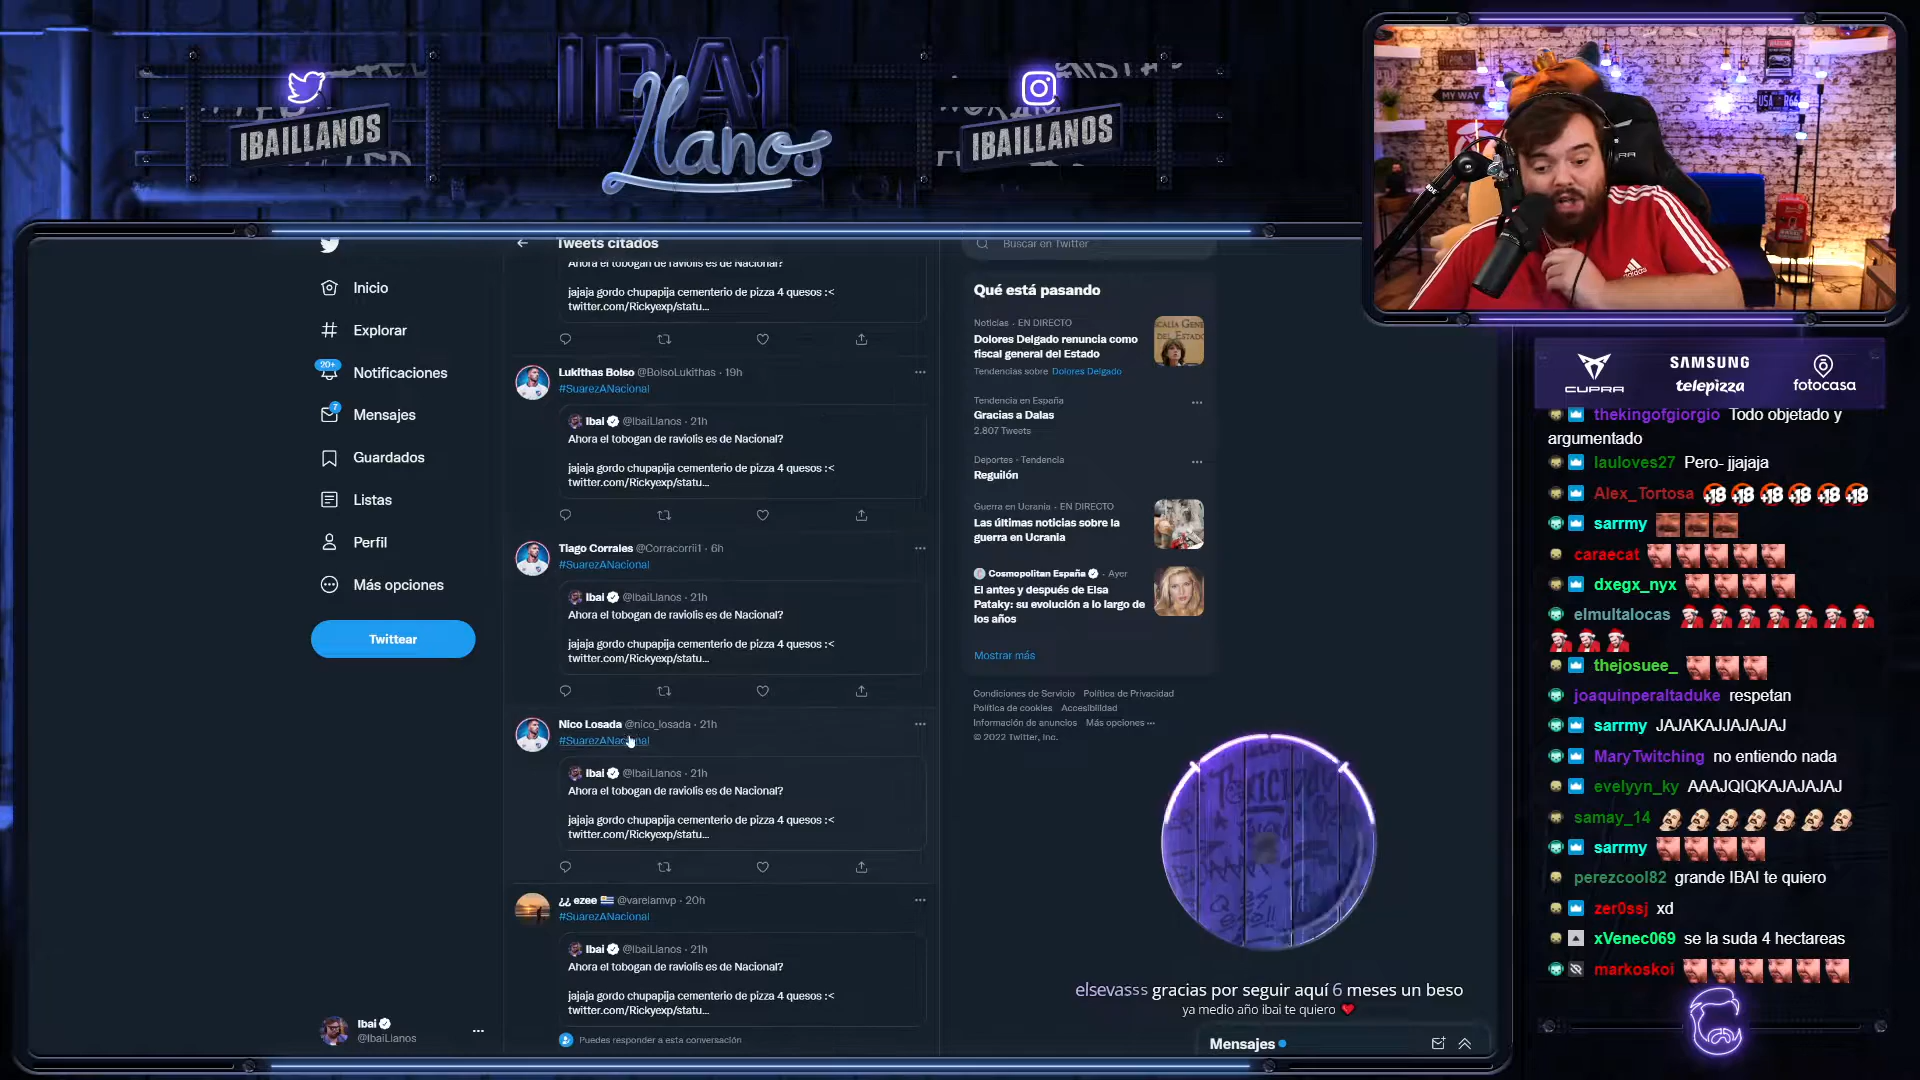 IBAI
Llanos
IBAILLANOS
IBAILLANOS
MY WAY
adidas
Tweets citados
Buscar en Twitter
Inicio
Explorar
20+
Notificaciones
7
Mensajes
Guardados
Listas
Perfil
Más opciones
Twittear
Ibai
@IbaiLlanos
Ahora el tobogan de raviolis es de Nacional?
jajaja gordo chupapija cementerio de pizza 4 quesos :<
twitter.com/Rickyexp/statu...
Lukithas Bolso @BolsoLukithas · 19h
#SuarezANacional
Ibai @IbaiLlanos · 21h
Ahora el tobogan de raviolis es de Nacional?
jajaja gordo chupapija cementerio de pizza 4 quesos :<
twitter.com/Rickyexp/statu...
Tiago Corrales @Corracorrii1 · 6h
#SuarezANacional
Ibai @IbaiLlanos · 21h
Ahora el tobogan de raviolis es de Nacional?
jajaja gordo chupapija cementerio de pizza 4 quesos :<
twitter.com/Rickyexp/statu...
Nico Losada @nico_losada · 21h
#SuarezANacional
Ibai @IbaiLlanos · 21h
Ahora el tobogan de raviolis es de Nacional?
jajaja gordo chupapija cementerio de pizza 4 quesos :<
twitter.com/Rickyexp/statu...
¿¿ ezee @varelamvp · 20h
#SuarezANacional
Ibai @IbaiLlanos · 21h
Ahora el tobogan de raviolis es de Nacional?
jajaja gordo chupapija cementerio de pizza 4 quesos :<
twitter.com/Rickyexp/statu...
Puedes responder a esta conversación
Qué está pasando
Noticias · EN DIRECTO
Dolores Delgado renuncia como
fiscal general del Estado
Tendencias sobre Dolores Delgado
Tendencia en España
Gracias a Dalas
2.807 Tweets
Deportes · Tendencia
Reguilón
Guerra en Ucrania · EN DIRECTO
Las últimas noticias sobre la
guerra en Ucrania
Cosmopolitan España · Ayer
El antes y después de Elsa
Pataky: su evolución a lo largo de
los años
Mostrar más
Condiciones de Servicio Política de Privacidad
Política de cookies Accesibilidad
Información de anuncios Más opciones ···
© 2022 Twitter, Inc.
elsevasss gracias por seguir aquí 6 meses un beso
ya medio año ibai te quiero
Mensajes
CUPRA
SAMSUNG
telepizza
fotocasa
thekingofgiorgio Todo objetado y
argumentado
lauloves27 Pero- jjajaja
Alex_Tortosa +18 +18 +18 +18 +18 +18
sarrmy
caraecat
dxegx_nyx
elmultalocas
thejosuee_
joaquinperaltaduke respetan
sarrmy JAJAKAJJAJAJAJ
MaryTwitching no entiendo nada
evelyyn_ky AAAJQIQKAJAJAJAJ
samay_14
sarrmy
perezcool82 grande IBAI te quiero
zer0ssj xd
xVenec069 se la suda 4 hectareas
markoskoi